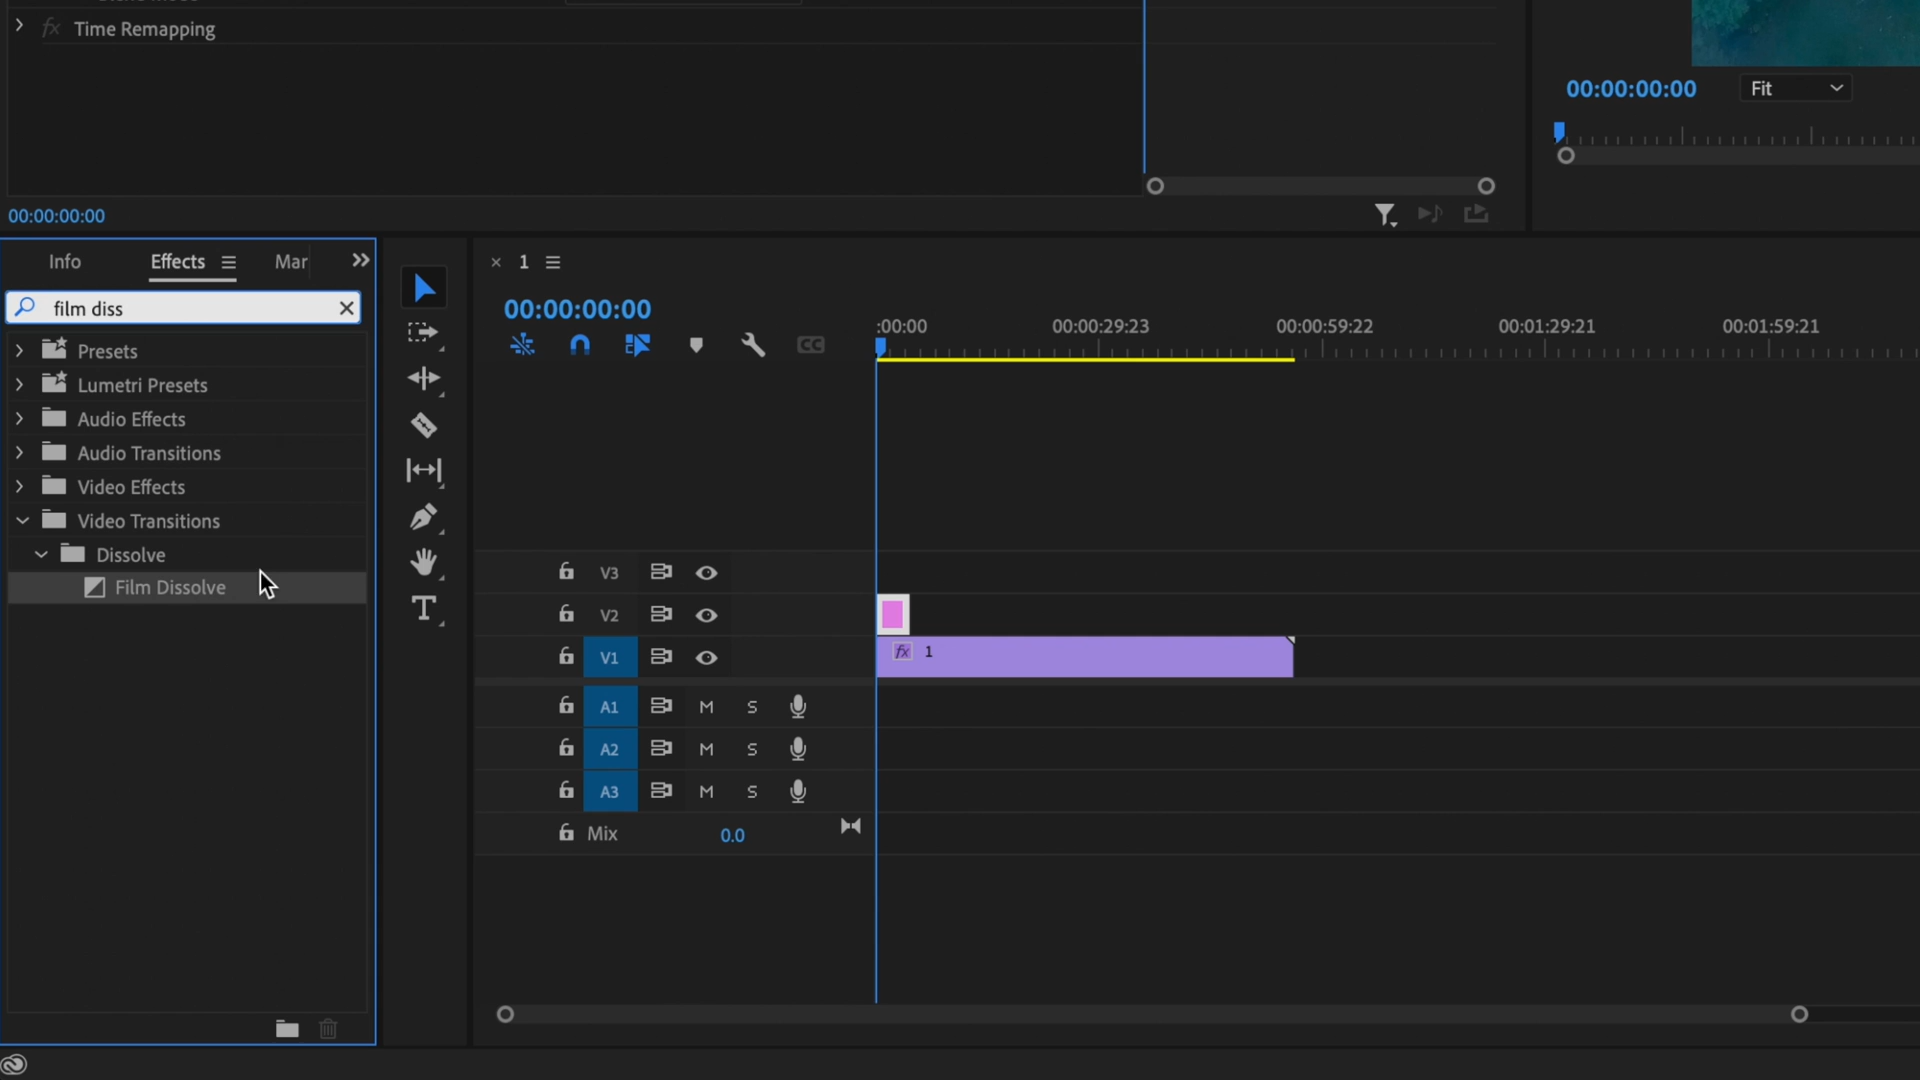 Time Remapping
00:00:00:00
Fit
00:00:00:00
Info
Effects
Mar
film diss
Presets
Lumetri Presets
Audio Effects
Audio Transitions
Video Effects
Video Transitions
Dissolve
Film Dissolve
T
1
00:00:00:00
CC
:00:00
00:00:29:23
00:00:59:22
00:01:29:21
00:01:59:21
V3
V2
V1
fx 1
A1 M S
A2 M S
A3 M S
Mix 0.0